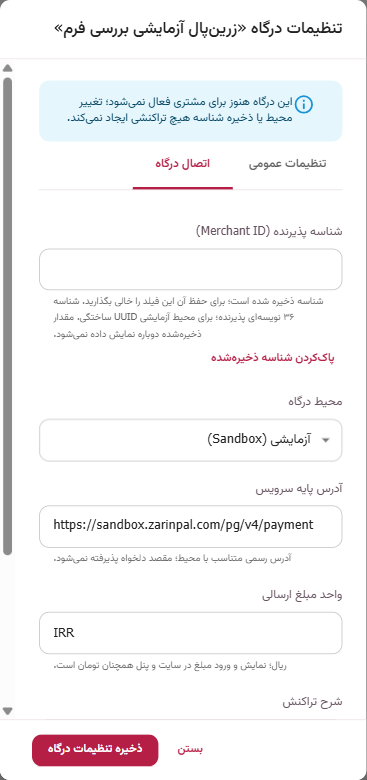 تنظیمات درگاه «زرین‌پال آزمایشی بررسی فرم»
این درگاه هنوز برای مشتری فعال نمی‌شود؛ تغییر
محیط یا ذخیره شناسه هیچ تراکنشی ایجاد نمی‌کند.
تنظیمات عمومی
اتصال درگاه
شناسه پذیرنده (Merchant ID)
شناسه ذخیره شده است؛ برای حفظ آن این فیلد را خالی بگذارید. شناسه
۳۶ نویسه‌ای پذیرنده؛ برای محیط آزمایشی UUID ساختگی. مقدار
ذخیره‌شده دوباره نمایش داده نمی‌شود.
پاک‌کردن شناسه ذخیره‌شده
محیط درگاه
آزمایشی (Sandbox)
آدرس پایه سرویس
https://sandbox.zarinpal.com/pg/v4/payment
آدرس رسمی متناسب با محیط؛ مقصد دلخواه پذیرفته نمی‌شود.
واحد مبلغ ارسالی
IRR
ریال؛ نمایش و ورود مبلغ در سایت و پنل همچنان تومان است.
شرح تراکنش
بستن
ذخیره تنظیمات درگاه